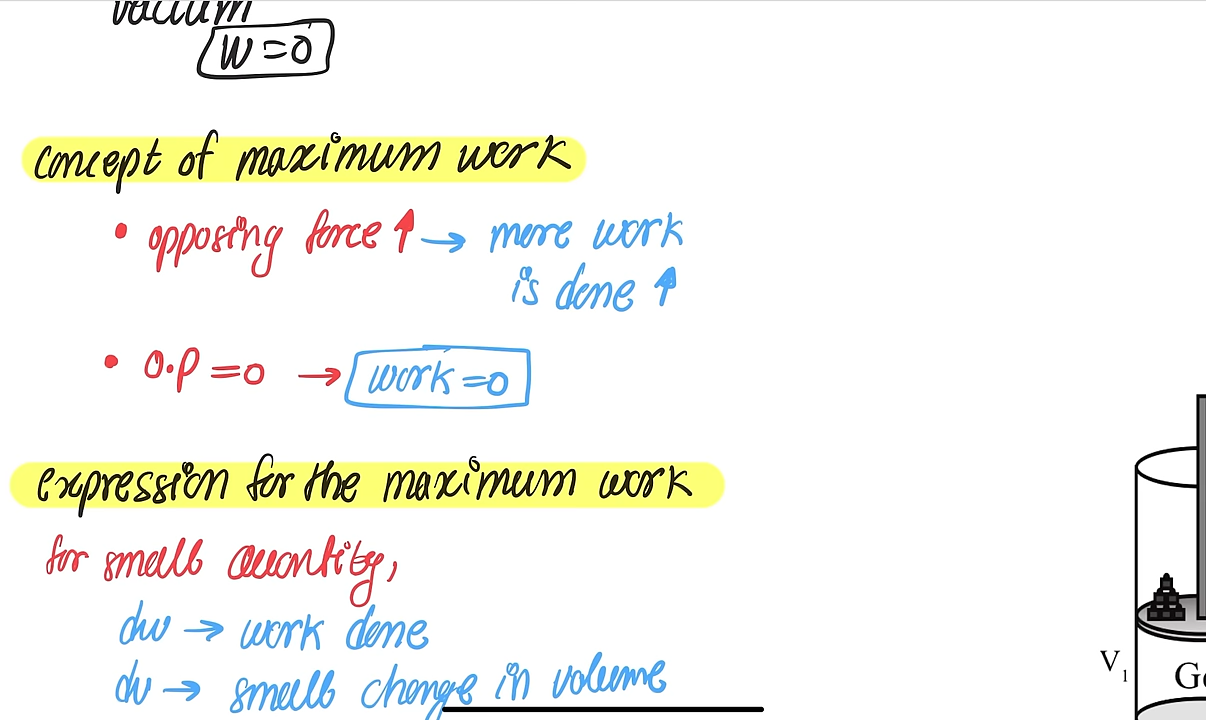 vacuum
W=0
Concept of maximum work
• opposing force ↑ → more work
is done ↑
• O.P = 0 → work = 0
expression for the maximum work
for small quantity,
dw → work done
dv → small change in volume
V₁